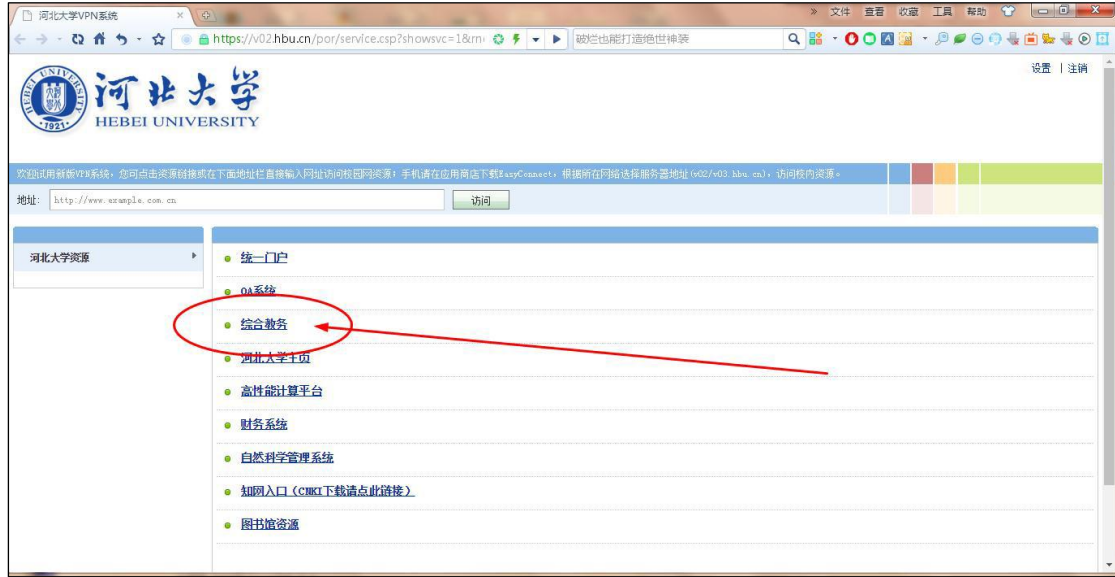 河北大学VPN系统
文件 查看 收藏 工具 帮助
https://v02.hbu.cn/por/service.csp?showsvc=1&rn
破烂也能打造绝世神装
设置 | 注销
河北大学
HEBEI UNIVERSITY
HEBEI UNIVERSITY
·1921·
欢迎试用新版VPN系统，您可点击资源链接或在下面地址栏直接输入网址访问校园网资源；手机请在应用商店下载EasyConnect，根据所在网络选择服务器地址(v02/v03.hbu.cn)，访问校内资源。
地址: http://www.example.com.cn 访问
河北大学资源
统一门户
OA系统
综合教务
河北大学主页
高性能计算平台
财务系统
自然科学管理系统
知网入口（CNKI下载请点此链接）
图书馆资源